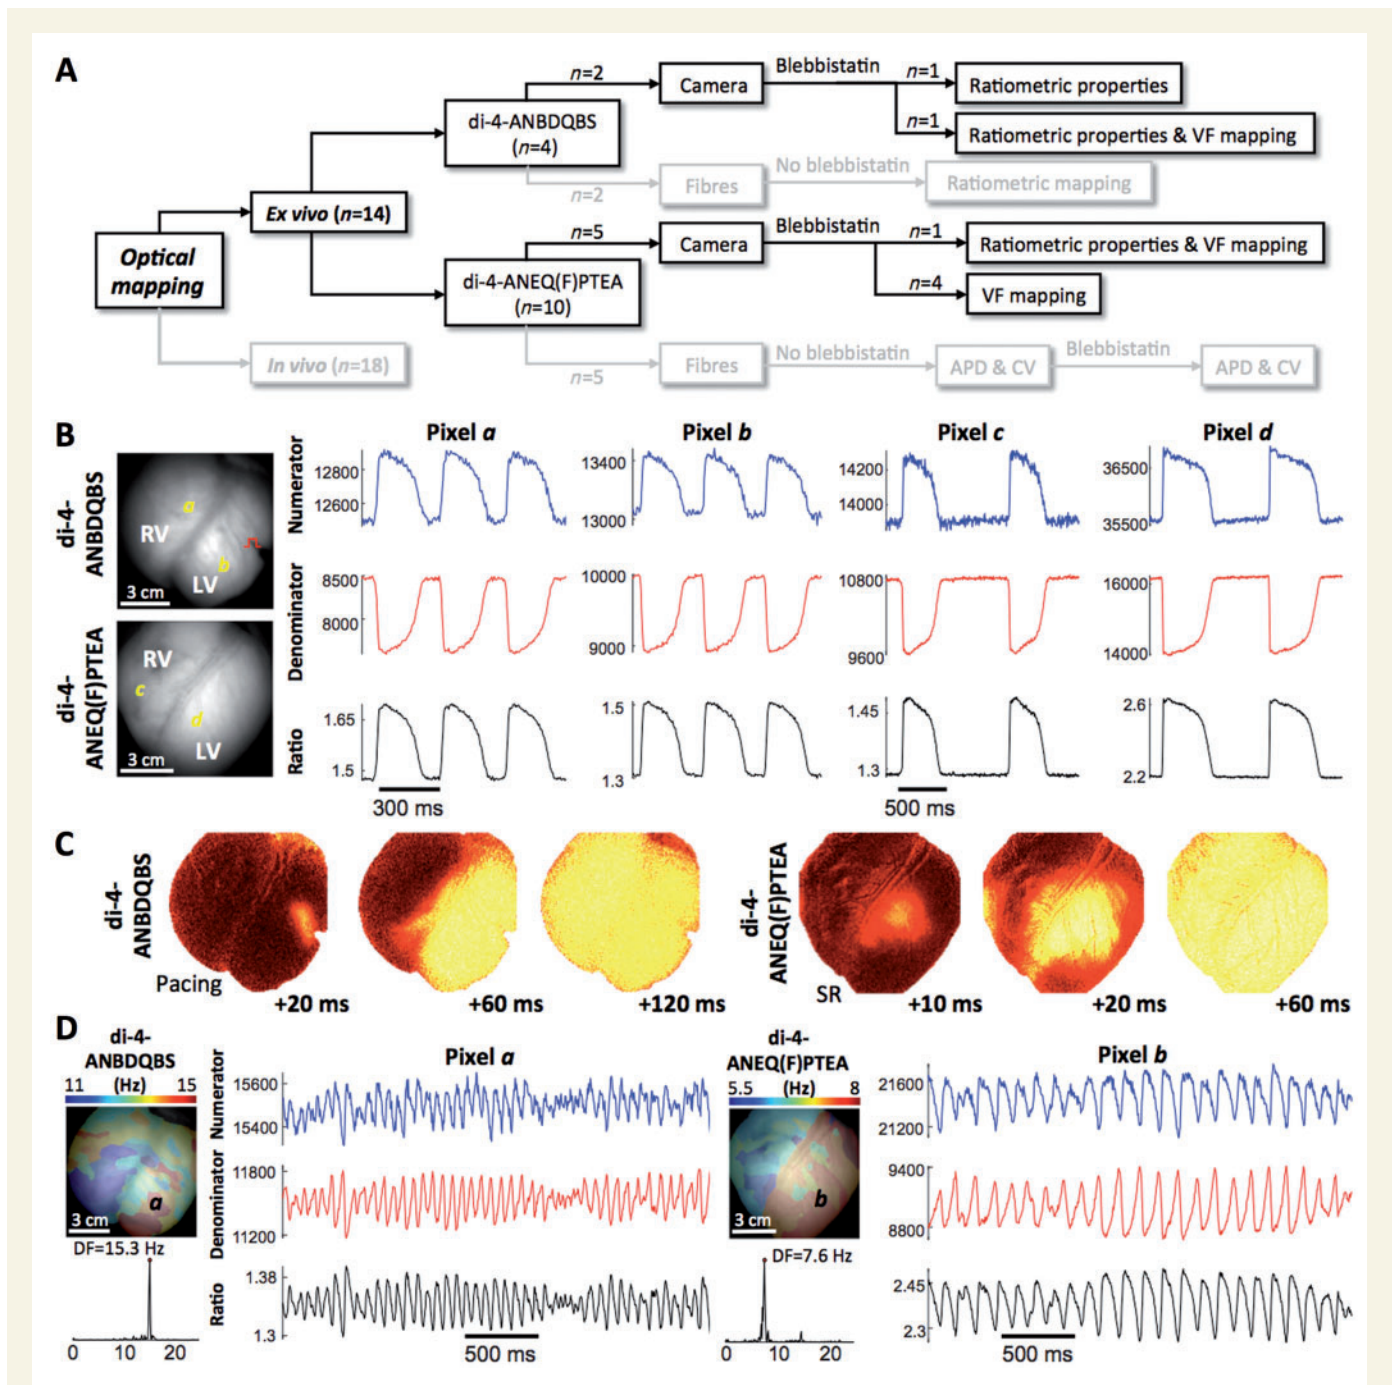 A
Optical
mapping
Ex vivo (n=14)
In vivo (n=18)
di-4-ANBDQBS
(n=4)
di-4-ANEQ(F)PTEA
(n=10)
n=2
Camera
Blebbistatin
n=1
Ratiometric properties
n=1
Ratiometric properties & VF mapping
n=2
Fibres
No blebbistatin
Ratiometric mapping
n=5
Camera
Blebbistatin
n=1
Ratiometric properties & VF mapping
n=4
VF mapping
n=5
Fibres
No blebbistatin
APD & CV
Blebbistatin
APD & CV
B
di-4-
ANBDQBS
RV
a
b
LV
3 cm
di-4-
ANEQ(F)PTEA
RV
c
d
LV
3 cm
Numerator
Denominator
Ratio
Pixel a
12800
12600
8500
8000
1.65
1.5
300 ms
Pixel b
13400
13000
10000
9000
1.5
1.3
Pixel c
14200
14000
10800
9600
1.45
1.3
500 ms
Pixel d
36500
35500
16000
14000
2.6
2.2
C
di-4-
ANBDQBS
Pacing
+20 ms
+60 ms
+120 ms
di-4-
ANEQ(F)PTEA
SR
+10 ms
+20 ms
+60 ms
D
di-4-
ANBDQBS
11 (Hz) 15
a
3 cm
DF=15.3 Hz
0 10 20
Numerator
Denominator
Ratio
Pixel a
15600
15400
11800
11200
1.38
1.3
500 ms
di-4-
ANEQ(F)PTEA
5.5 (Hz) 8
b
3 cm
DF=7.6 Hz
0 10 20
Pixel b
21600
21200
9400
8800
2.45
2.3
500 ms